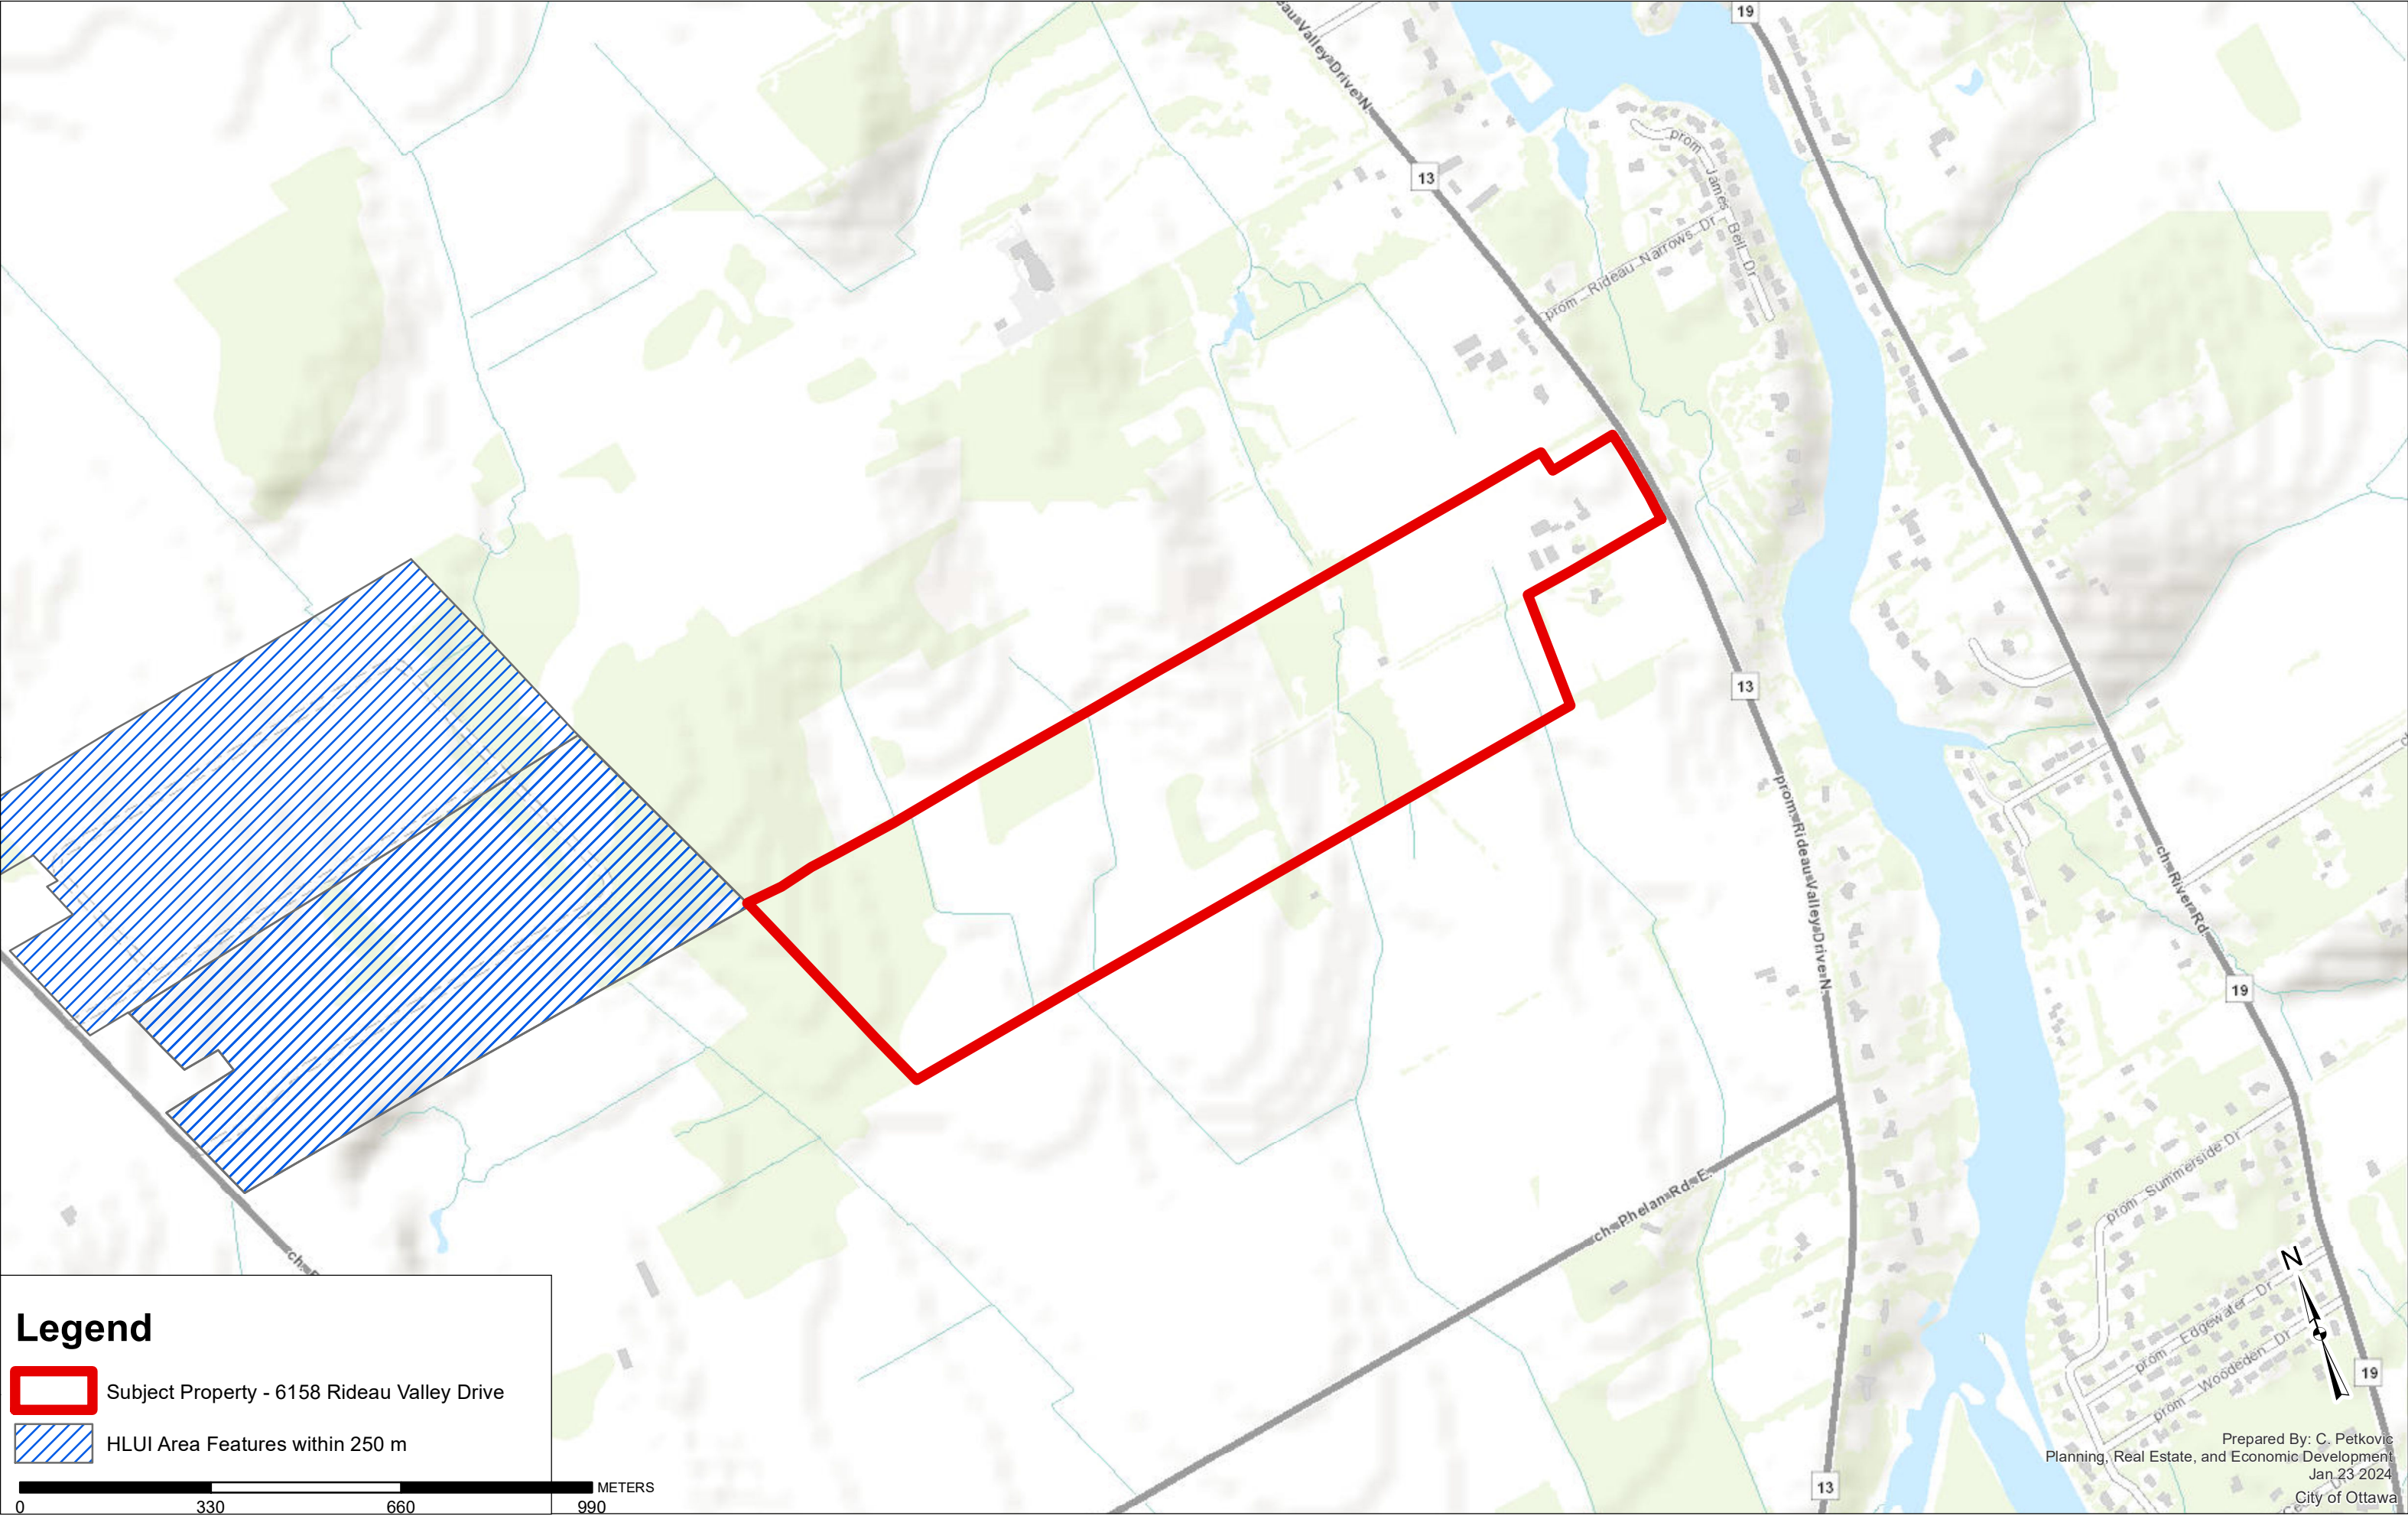 19
Valley Drive N.
13
prom James Bell Dr
prom Rideau Narrows Dr
13
prom. Rideau Valley Drive N.
ch. River Rd.
19
ch. Phelan Rd. E.
prom Summerside Dr
prom Edgewater Dr
prom Woodeden Dr
N
19
13
Legend
Subject Property - 6158 Rideau Valley Drive
HLUI Area Features within 250 m
METERS
0 330 660 990
Prepared By: C. Petkovic
Planning, Real Estate, and Economic Development
Jan 23 2024
City of Ottawa